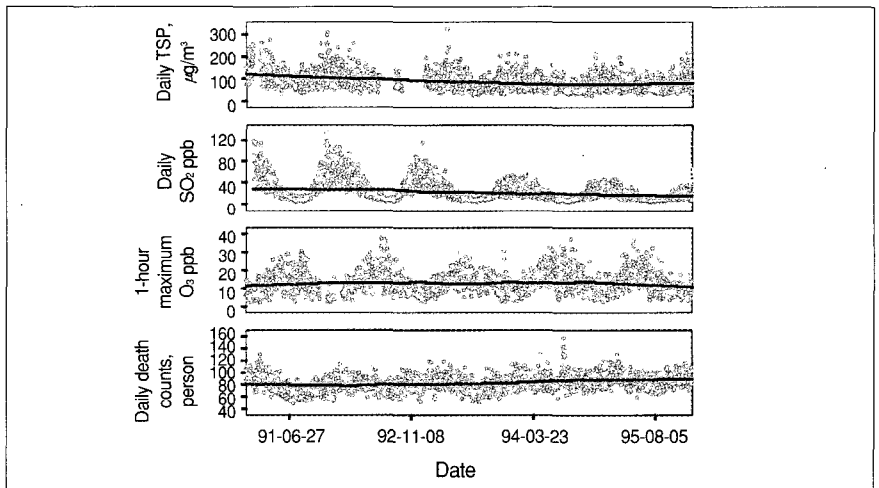 Daily TSP,
μg/m³
300
200
100
0
Daily
SO₂ ppb
120
80
40
0
1-hour
maximum
O₃ ppb
40
30
20
10
0
Daily death
counts,
person
160
140
120
100
80
60
40
91-06-27 92-11-08 94-03-23 95-08-05
Date